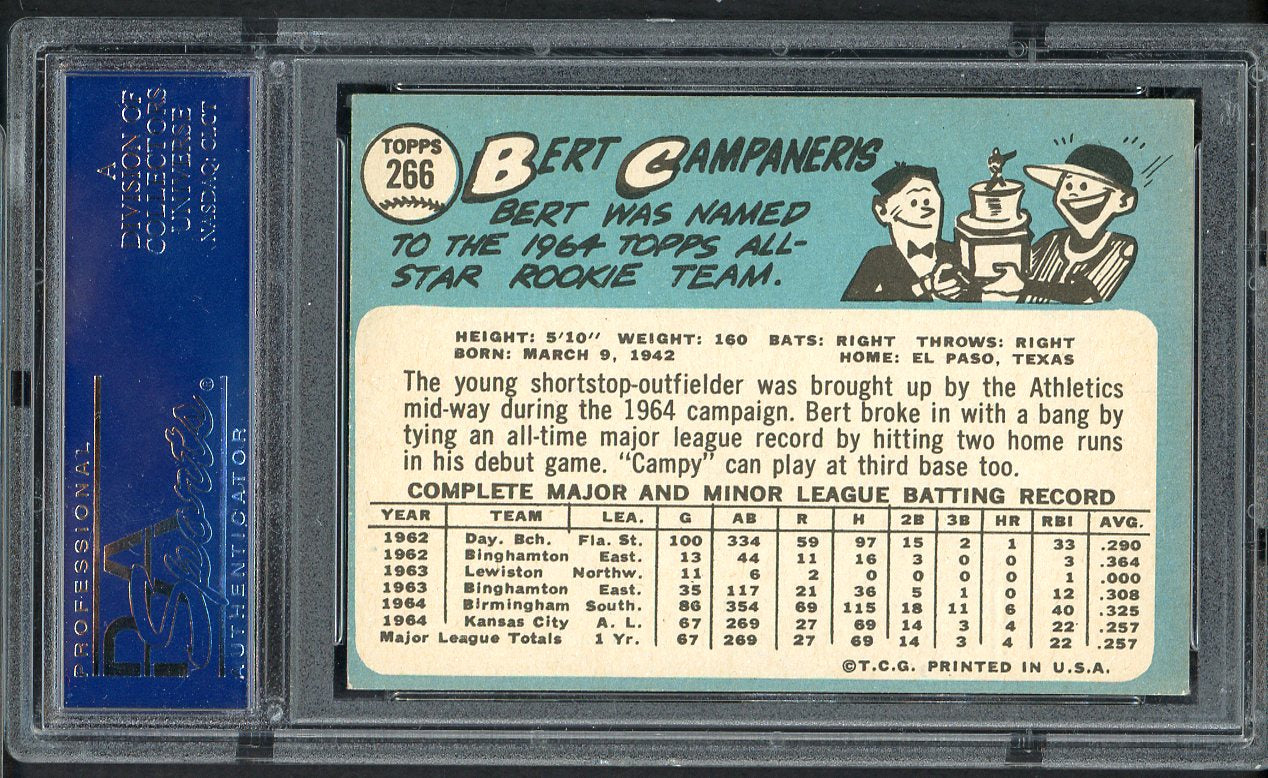 A
DIVISION OF
COLLECTORS
UNIVERSE
NASDAQ: CLCT
PROFESSIONAL
PSA
Sports©
AUTHENTICATOR
TOPPS
266
BERT CAMPANERIS
BERT WAS NAMED
TO THE 1964 TOPPS ALL-
STAR ROOKIE TEAM.
HEIGHT: 5'10" WEIGHT: 160 BATS: RIGHT THROWS: RIGHT
BORN: MARCH 9, 1942 HOME: EL PASO, TEXAS
The young shortstop-outfielder was brought up by the Athletics
mid-way during the 1964 campaign. Bert broke in with a bang by
tying an all-time major league record by hitting two home runs
in his debut game. “Campy” can play at third base too.
COMPLETE MAJOR AND MINOR LEAGUE BATTING RECORD
YEAR TEAM LEA. G AB R H 2B 3B HR RBI AVG.
1962 Day. Bch. Fla. St. 100 334 59 97 15 2 1 33 .290
1962 Binghamton East. 13 44 11 16 3 0 0 3 .364
1963 Lewiston Northw. 11 6 2 0 0 0 0 1 .000
1963 Binghamton East. 35 117 21 36 5 1 0 12 .308
1964 Birmingham South. 86 354 69 115 18 11 6 40 .325
1964 Kansas City A. L. 67 269 27 69 14 3 4 22 .257
Major League Totals 1 Yr. 67 269 27 69 14 3 4 22 .257
©T.C.G. PRINTED IN U.S.A.